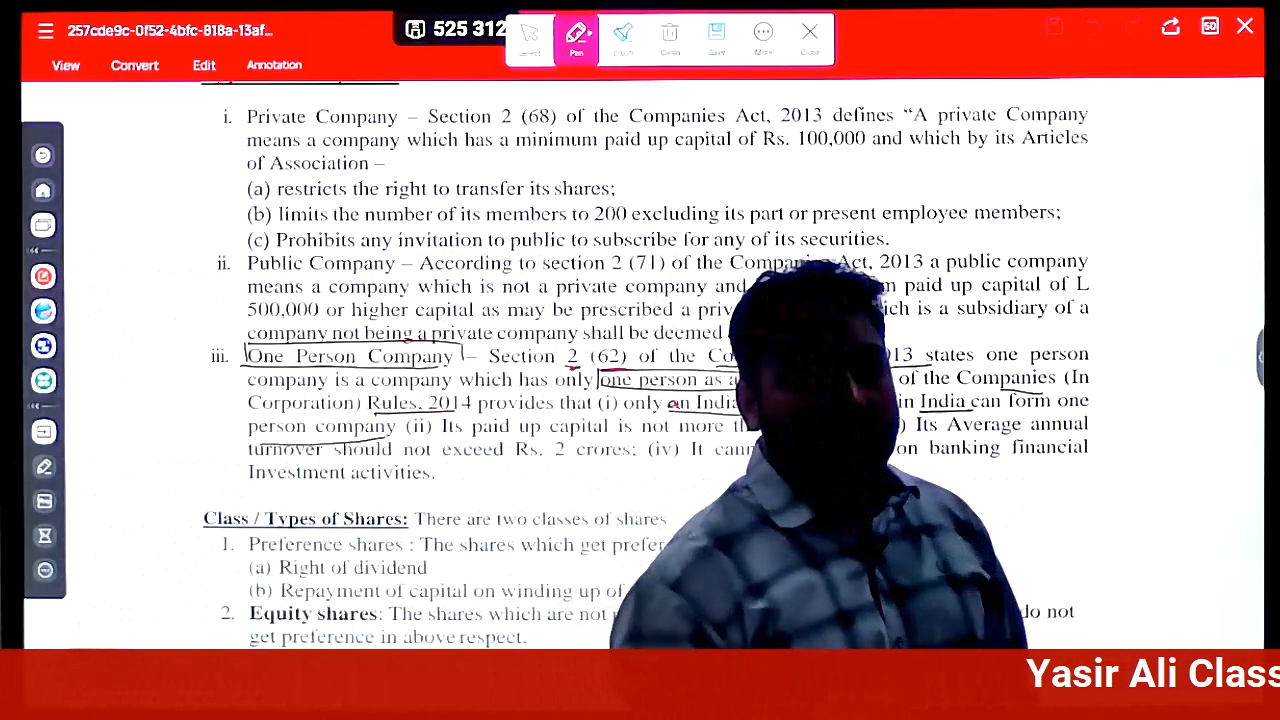 257cde9c-0f52-4bfc-818a-13af...
525 312
Select
Pen
Clean
Save
More
Close
50
View Convert Edit Annotation
i. Private Company – Section 2 (68) of the Companies Act, 2013 defines “A private Company
means a company which has a minimum paid up capital of Rs. 100,000 and which by its Articles
of Association –
(a) restricts the right to transfer its shares;
(b) limits the number of its members to 200 excluding its part or present employee members;
(c) Prohibits any invitation to public to subscribe for any of its securities.
ii. Public Company – According to section 2 (71) of the Companies Act, 2013 a public company
means a company which is not a private company and paid up capital of L
500,000 or higher capital as may be prescribed a which is a subsidiary of a
company not being a private company shall be deemed
iii. One Person Company – Section 2 (62) of the states one person
company is a company which has only one person as a of the Companies (In
Corporation) Rules, 2014 provides that (i) only an in India can form one
person company (ii) Its paid up capital is not more Its Average annual
turnover should not exceed Rs. 2 crores; (iv) It on banking financial
Investment activities.
Class / Types of Shares: There are two classes of shares
1. Preference shares : The shares which get
(a) Right of dividend
(b) Repayment of capital on winding up of
2. Equity shares: The shares which are not do not
get preference in above respect.
Yasir Ali Class